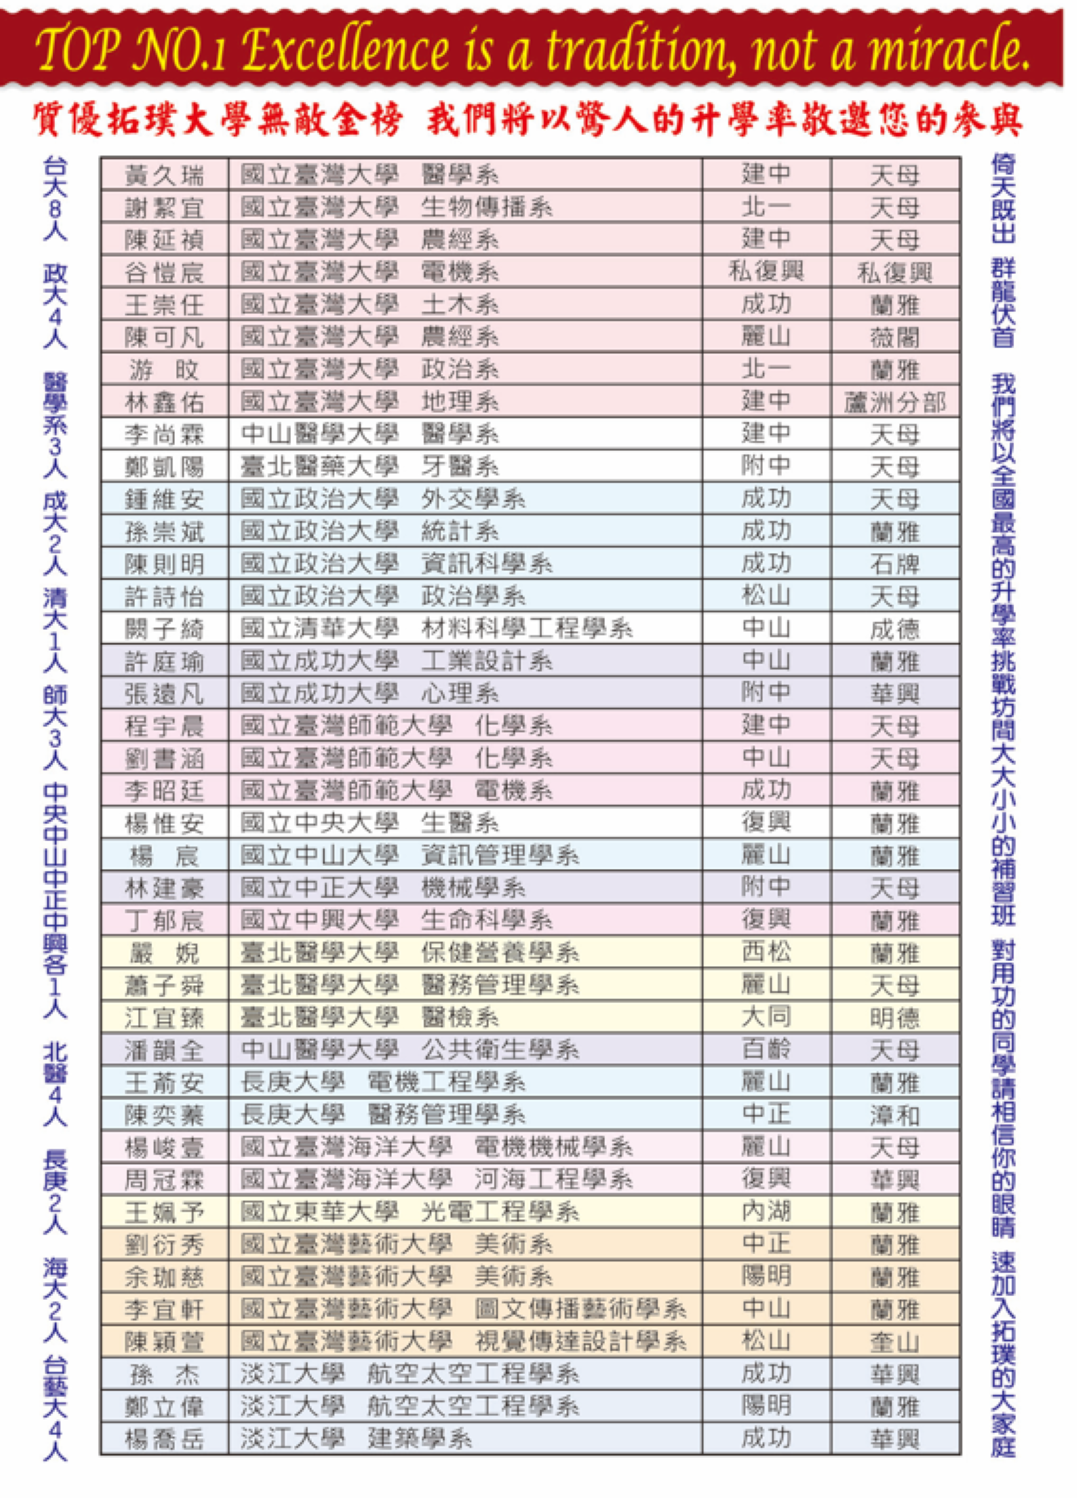 TOP NO.1 Excellence is a tradition, not a miracle.
質優拓璞大學無敵金榜 我們將以驚人的升學率敬邀您的參與
台大8人 政大4人 醫學系3人 成大2人 清大1人 師大3人 中央中山中正中興各1人 北醫4人 長庚2人 海大2人 台藝大4人
黃久瑞 國立臺灣大學 醫學系 建中 天母
謝絜宜 國立臺灣大學 生物傳播系 北一 天母
陳延禎 國立臺灣大學 農經系 建中 天母
谷愷宸 國立臺灣大學 電機系 私復興 私復興
王崇任 國立臺灣大學 土木系 成功 蘭雅
陳可凡 國立臺灣大學 農經系 麗山 薇閣
游 旼 國立臺灣大學 政治系 北一 蘭雅
林鑫佑 國立臺灣大學 地理系 建中 蘆洲分部
李尚霖 中山醫學大學 醫學系 建中 天母
鄭凱陽 臺北醫藥大學 牙醫系 附中 天母
鍾維安 國立政治大學 外交學系 成功 天母
孫崇斌 國立政治大學 統計系 成功 蘭雅
陳則明 國立政治大學 資訊科學系 成功 石牌
許詩怡 國立政治大學 政治學系 松山 天母
闕子綺 國立清華大學 材料科學工程學系 中山 成德
許庭瑜 國立成功大學 工業設計系 中山 蘭雅
張遠凡 國立成功大學 心理系 附中 華興
程宇晨 國立臺灣師範大學 化學系 建中 天母
劉書涵 國立臺灣師範大學 化學系 中山 天母
李昭廷 國立臺灣師範大學 電機系 成功 蘭雅
楊惟安 國立中央大學 生醫系 復興 蘭雅
楊 宸 國立中山大學 資訊管理學系 麗山 蘭雅
林建豪 國立中正大學 機械學系 附中 天母
丁郁宸 國立中興大學 生命科學系 復興 蘭雅
嚴 婗 臺北醫學大學 保健營養學系 西松 蘭雅
蕭子舜 臺北醫學大學 醫務管理學系 麗山 天母
江宜臻 臺北醫學大學 醫檢系 大同 明德
潘韻全 中山醫學大學 公共衛生學系 百齡 天母
王萮安 長庚大學 電機工程學系 麗山 蘭雅
陳奕蓁 長庚大學 醫務管理學系 中正 漳和
楊峻壹 國立臺灣海洋大學 電機機械學系 麗山 天母
周冠霖 國立臺灣海洋大學 河海工程學系 復興 華興
王姵予 國立東華大學 光電工程學系 內湖 蘭雅
劉衍秀 國立臺灣藝術大學 美術系 中正 蘭雅
余珈慈 國立臺灣藝術大學 美術系 陽明 蘭雅
李宜軒 國立臺灣藝術大學 圖文傳播藝術學系 中山 蘭雅
陳穎萱 國立臺灣藝術大學 視覺傳達設計學系 松山 奎山
孫 杰 淡江大學 航空太空工程學系 成功 華興
鄭立偉 淡江大學 航空太空工程學系 陽明 蘭雅
楊喬岳 淡江大學 建築學系 成功 華興
倚天既出 群龍伏首 我們將以全國最高的升學率挑戰坊間大大小小的補習班 對用功的同學請相信你的眼睛 速加入拓璞的大家庭